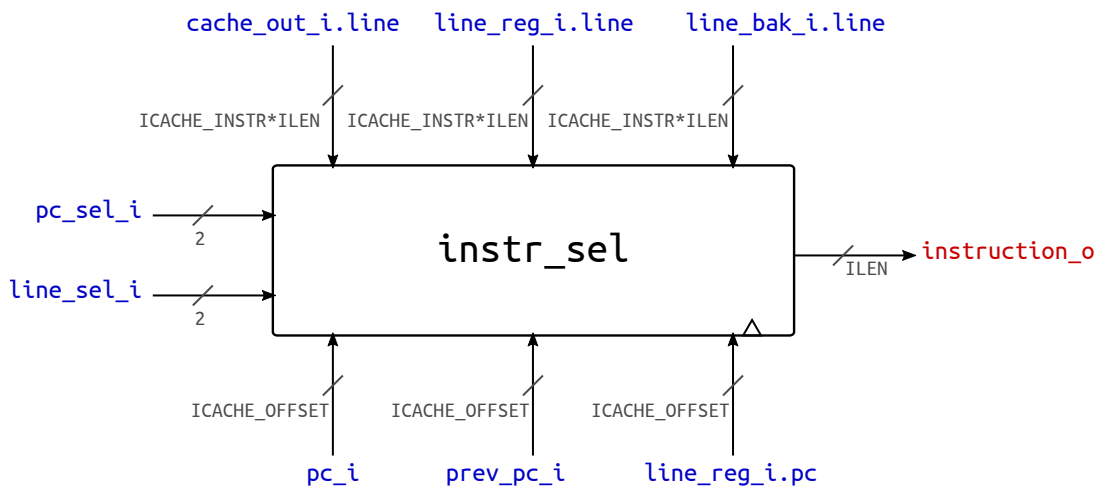 cache_out_i.line line_reg_i.line line_bak_i.line
ICACHE_INSTR*ILEN ICACHE_INSTR*ILEN ICACHE_INSTR*ILEN
pc_sel_i
2
instr_sel
instruction_o
ILEN
line_sel_i
2
ICACHE_OFFSET ICACHE_OFFSET ICACHE_OFFSET
pc_i prev_pc_i line_reg_i.pc